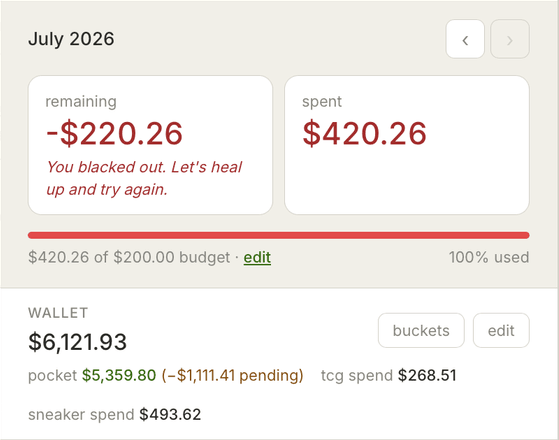 July 2026
‹ ›
remaining
-$220.26
You blacked out. Let's heal
up and try again.
spent
$420.26
$420.26 of $200.00 budget · edit
100% used
WALLET
$6,121.93
buckets
edit
pocket $5,359.80 (−$1,111.41 pending) tcg spend $268.51
sneaker spend $493.62